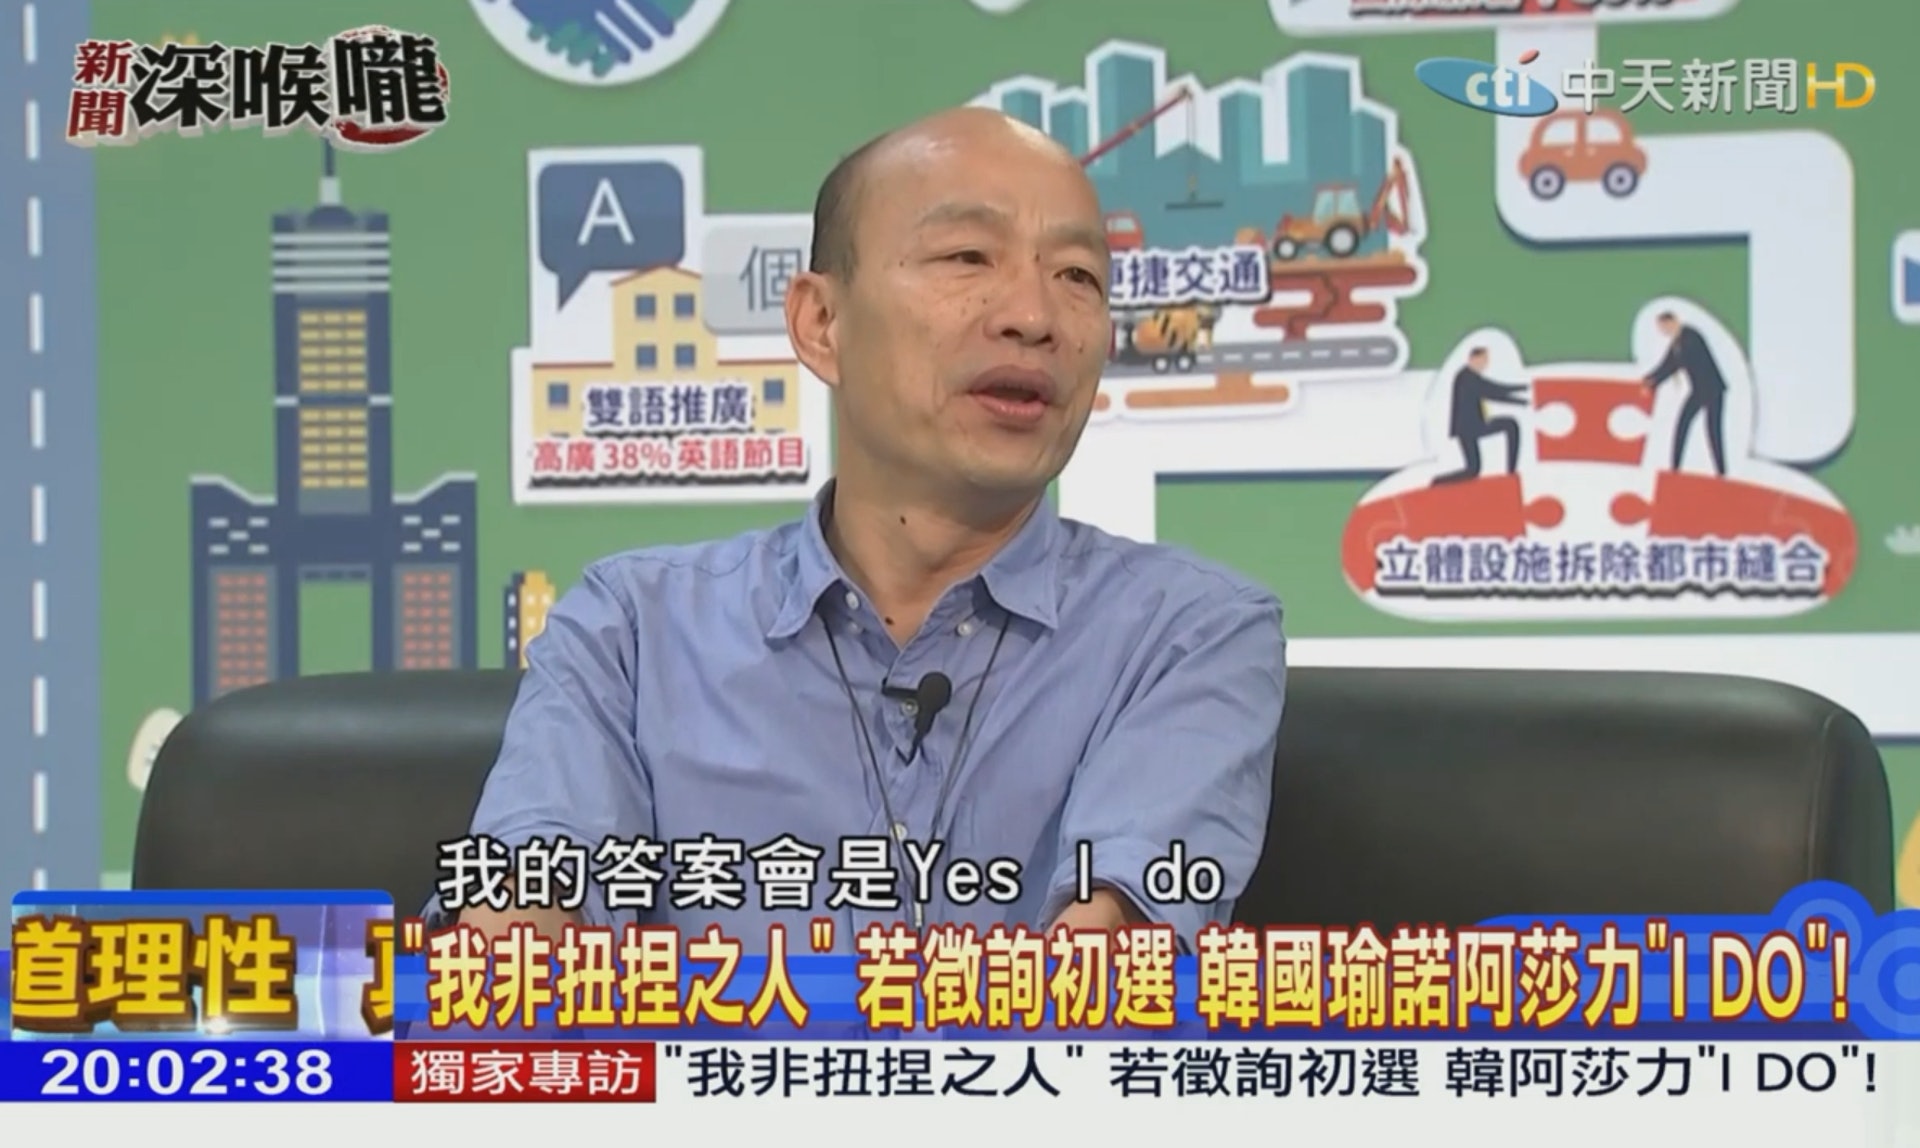 新聞深喉嚨
cti 中天新聞HD
A
個
便捷交通
雙語推廣
高廣38%英語節目
立體設施拆除都市縫合
我的答案會是Yes I do
道理性
"我非扭捏之人" 若徵詢初選 韓國瑜諾阿莎力"I DO"!
20:02:38
獨家專訪
"我非扭捏之人" 若徵詢初選 韓阿莎力"I DO"!